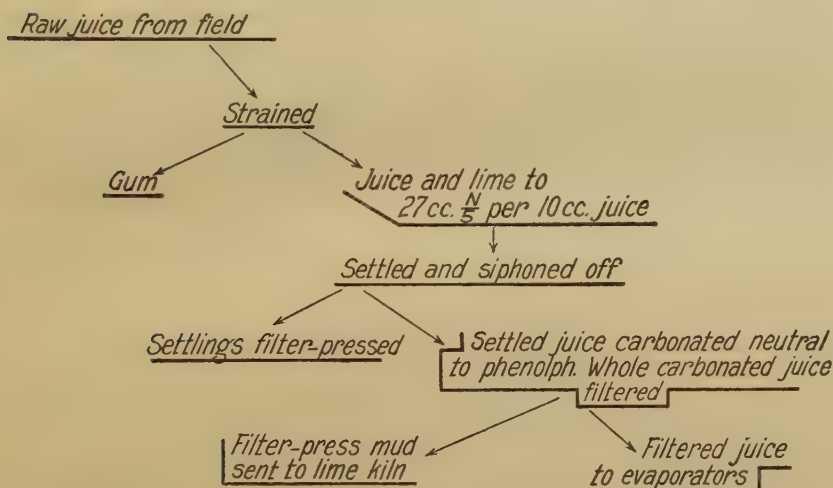 Raw juice from field
Strained
Gum
Juice and lime to
27cc. N/5 per 10cc. juice
Settled and siphoned off
Settlings filter-pressed
Settled juice carbonated neutral
to phenolph. Whole carbonated juice
filtered
Filter-press mud
sent to lime kiln
Filtered juice
to evaporators